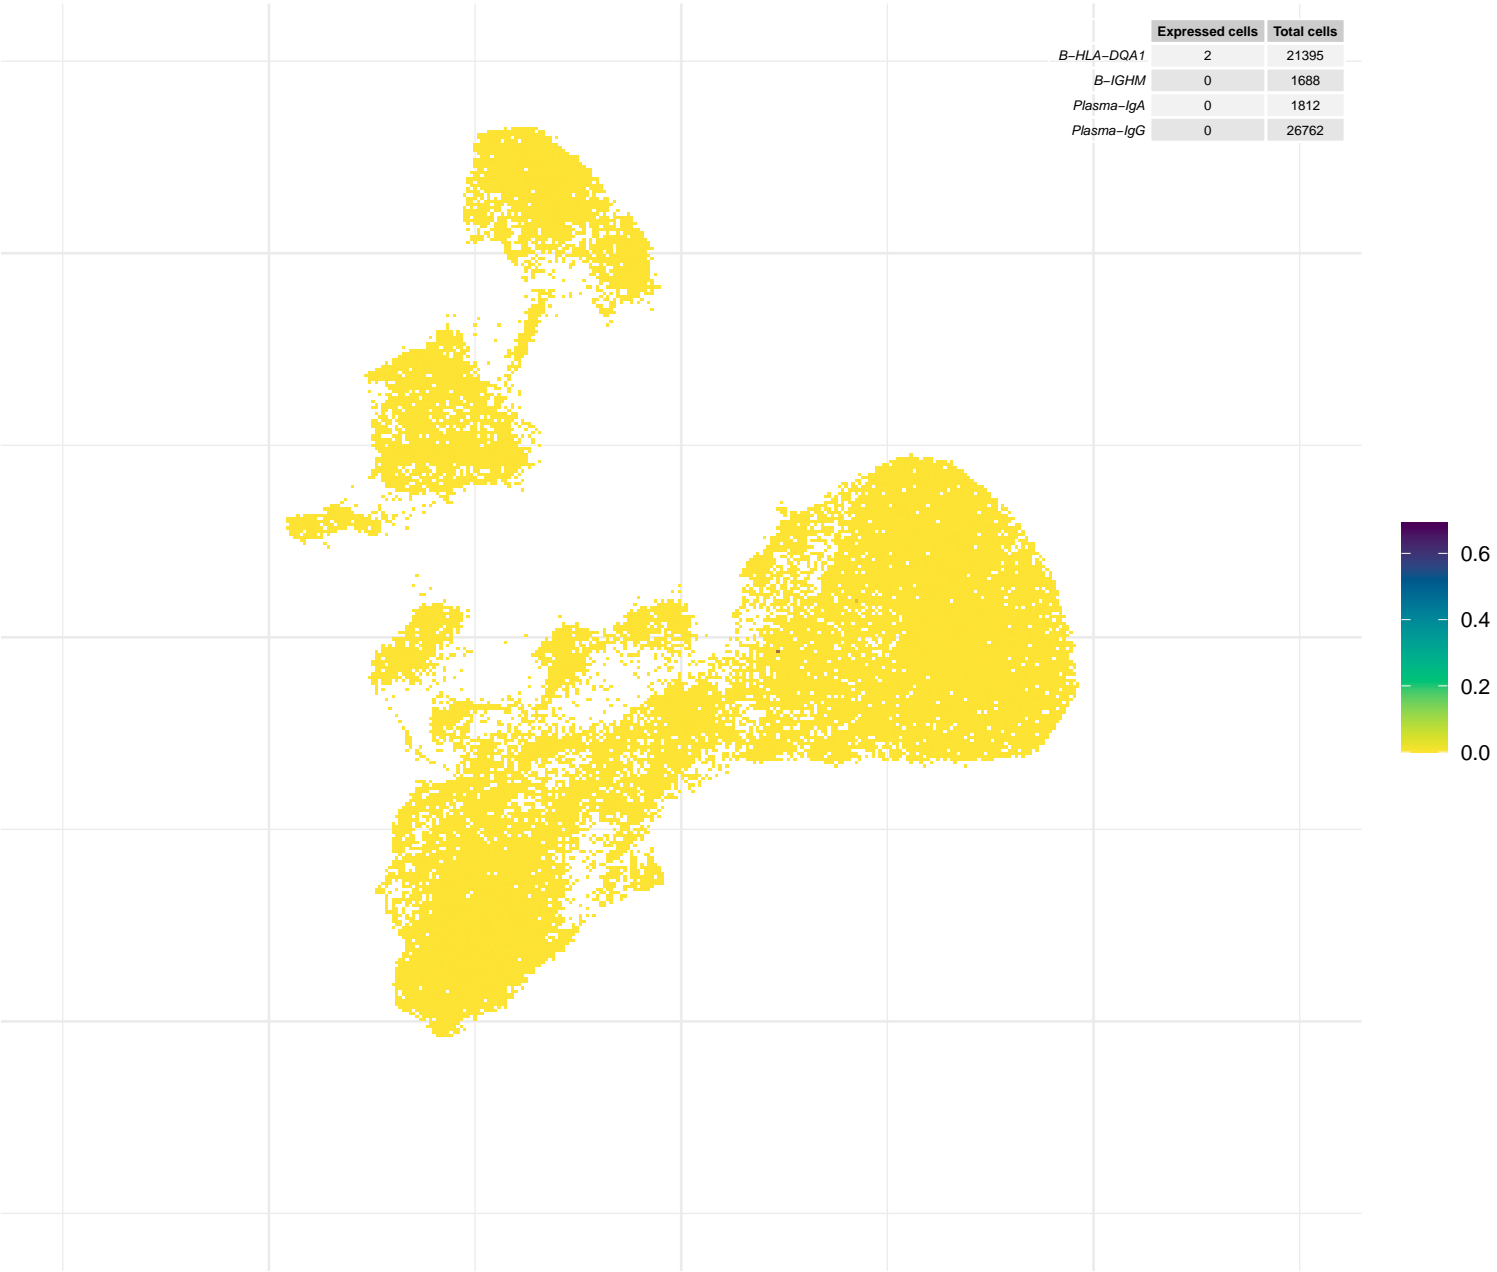 Expressed cells Total cells
B−HLA−DQA1 2 21395
B−IGHM 0 1688
Plasma−IgA 0 1812
Plasma−IgG 0 26762
0.6
0.4
0.2
0.0